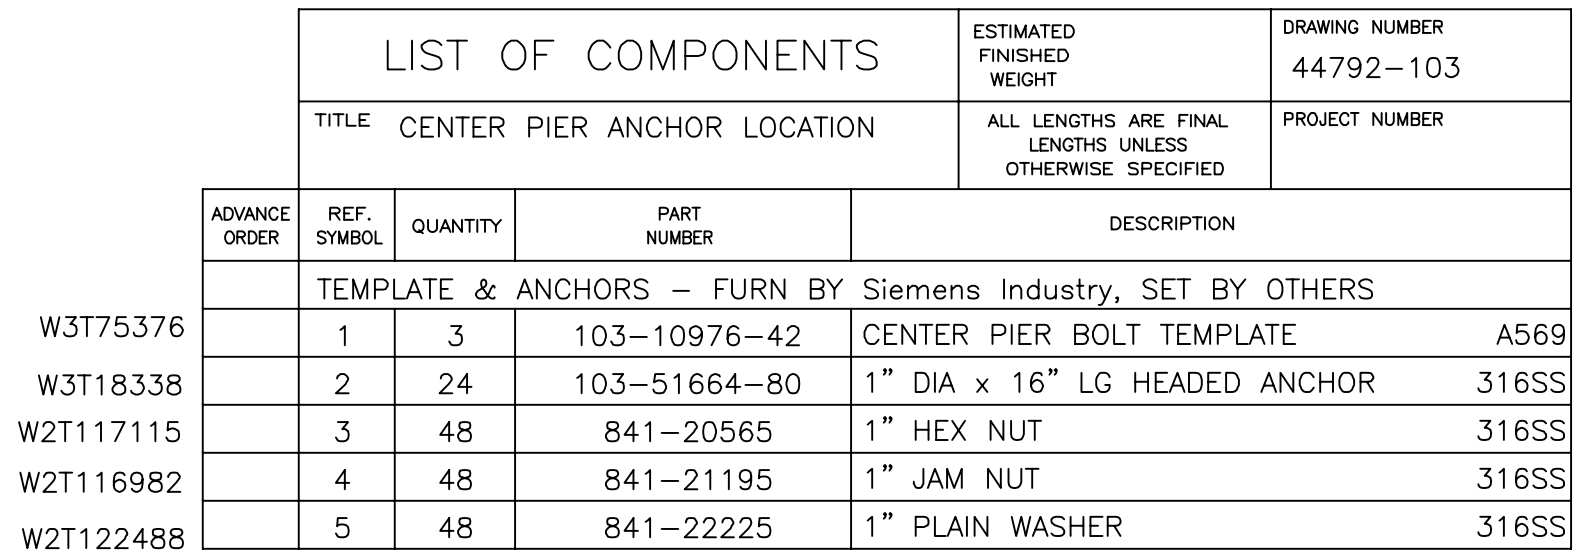 LIST OF COMPONENTS
ESTIMATED
FINISHED
WEIGHT
DRAWING NUMBER
44792-103
TITLE CENTER PIER ANCHOR LOCATION
ALL LENGTHS ARE FINAL
LENGTHS UNLESS
OTHERWISE SPECIFIED
PROJECT NUMBER
ADVANCE
ORDER
REF.
SYMBOL
QUANTITY
PART
NUMBER
DESCRIPTION
TEMPLATE & ANCHORS - FURN BY Siemens Industry, SET BY OTHERS
W3T75376 1 3 103-10976-42 CENTER PIER BOLT TEMPLATE A569
W3T18338 2 24 103-51664-80 1" DIA x 16" LG HEADED ANCHOR 316SS
W2T117115 3 48 841-20565 1" HEX NUT 316SS
W2T116982 4 48 841-21195 1" JAM NUT 316SS
W2T122488 5 48 841-22225 1" PLAIN WASHER 316SS